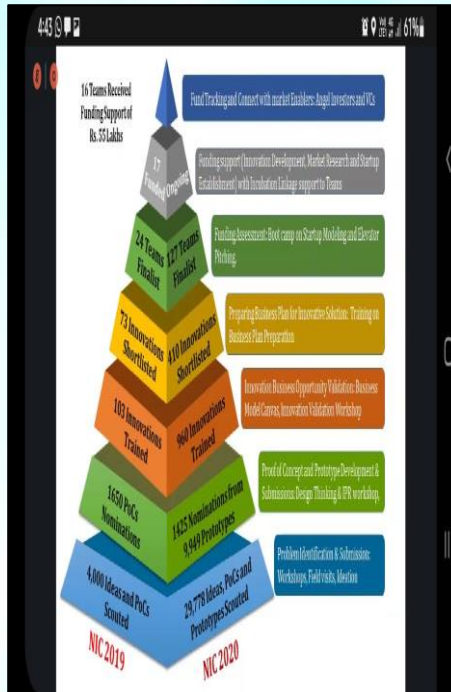 4:43
61%
16 Teams Received
Funding Support of
Rs. 55 Lakhs
Fund Tracking and Connect with market Enablers: Angel Investors and VCs
17
Funded
Ongoing
Funding support (Innovation Development, Market Research and Startup
Establishment) with Incubation Linkage support to Teams
24 Teams
Finalist
127 Teams
Finalist
Funding Assessment: Boot camp on Startup Modeling and Elevator
Pitching.
73 Innovations
Shortlisted
410 Innovations
Shortlisted
Preparing Business Plan for Innovative Solution: Training on
Business Plan Preparation
103 Innovations
Trained
960 Innovations
Trained
Innovation Business Opportunity Validation: Business
Model Canvas, Innovation Validation Workshop
1650 PoCs
Nominations
1425 Nominations from
9,949 Prototypes
Proof of Concept and Prototype Development &
Submissions: Design Thinking & IPR workshop,
4,000 Ideas and PoCs
Scouted
29,778 Ideas, PoCs and
Prototypes Scouted
Problem Identification & Submission:
Workshops, Field visits, Ideation
NIC 2019
NIC 2020